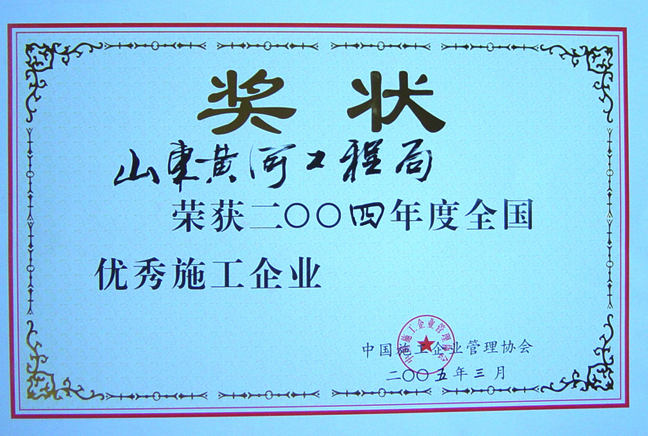 奖状
山東黄河工程局
荣获二〇〇四年度全国
优秀施工企业
中国施工企业管理协会
二〇〇五年三月